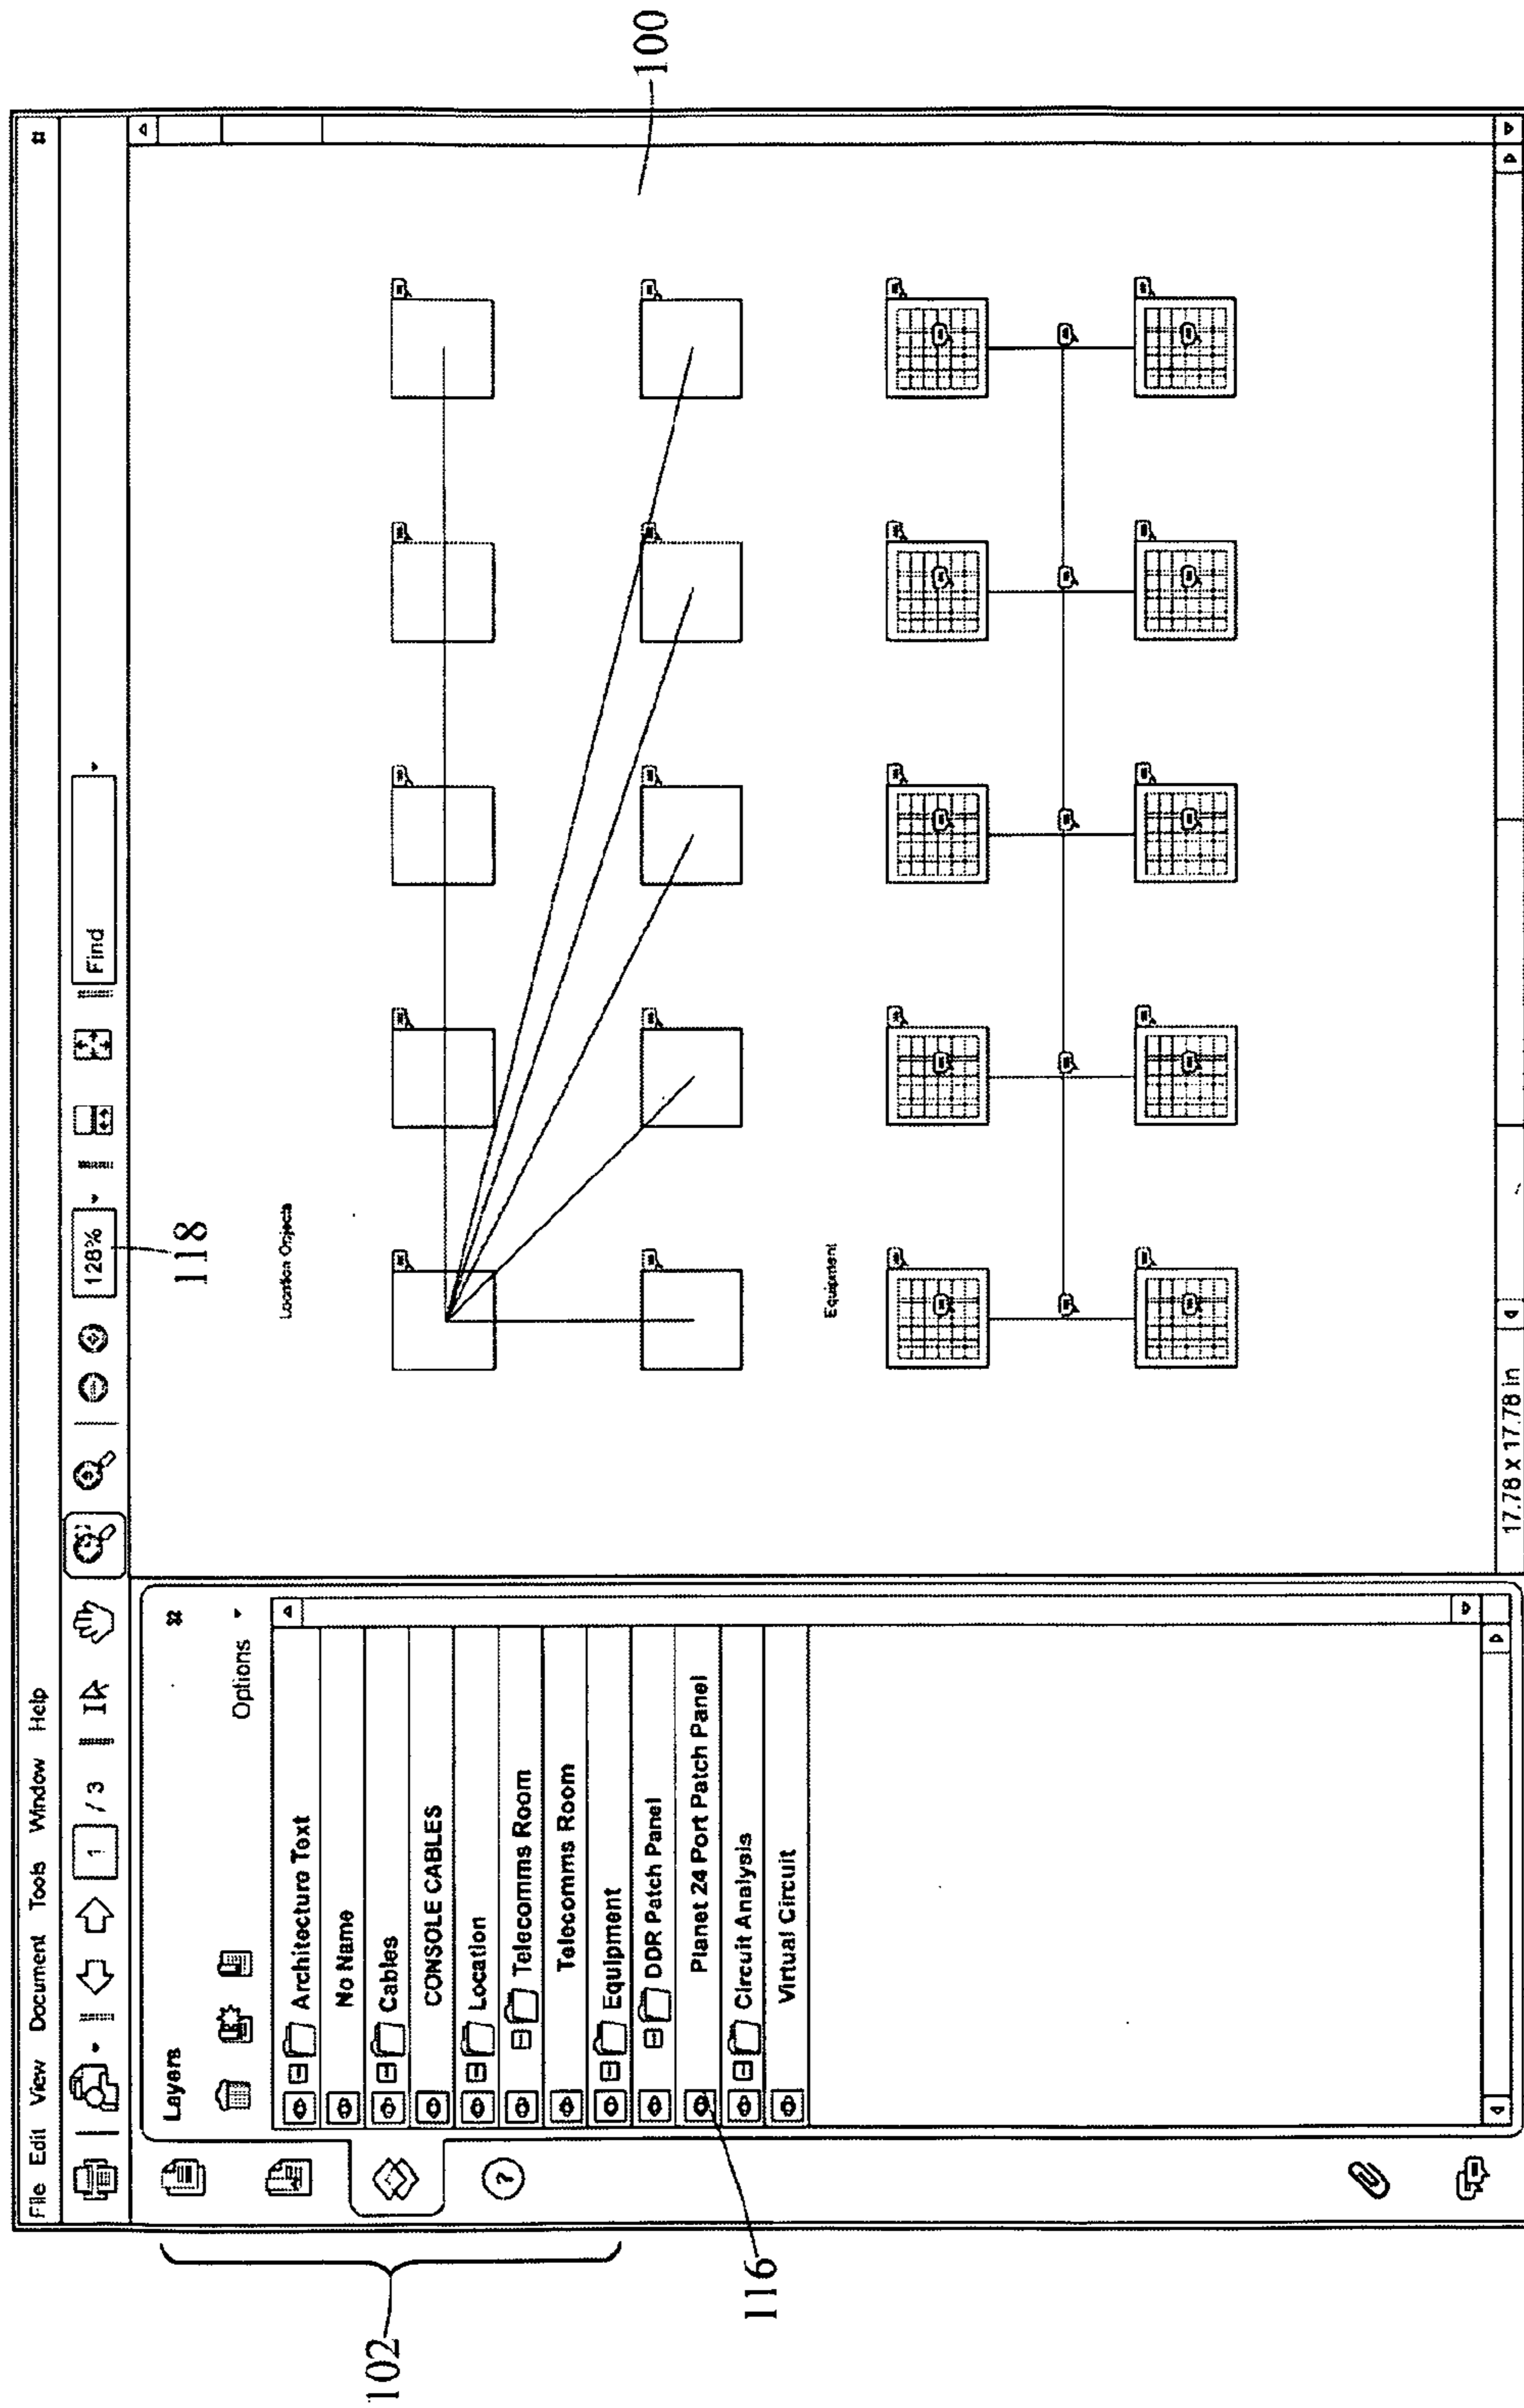 File Edit View Document Tools Window Help
1 / 3
128%
Find
118
Layers
Options
Architecture Text
No Name
Cables
CONSOLE CABLES
Location
Telecomms Room
Telecomms Room
Equipment
DDR Patch Panel
Planet 24 Port Patch Panel
Circuit Analysis
Virtual Circuit
Location Onjects
Equipment
17.78 x 17.78 in
102
116
100